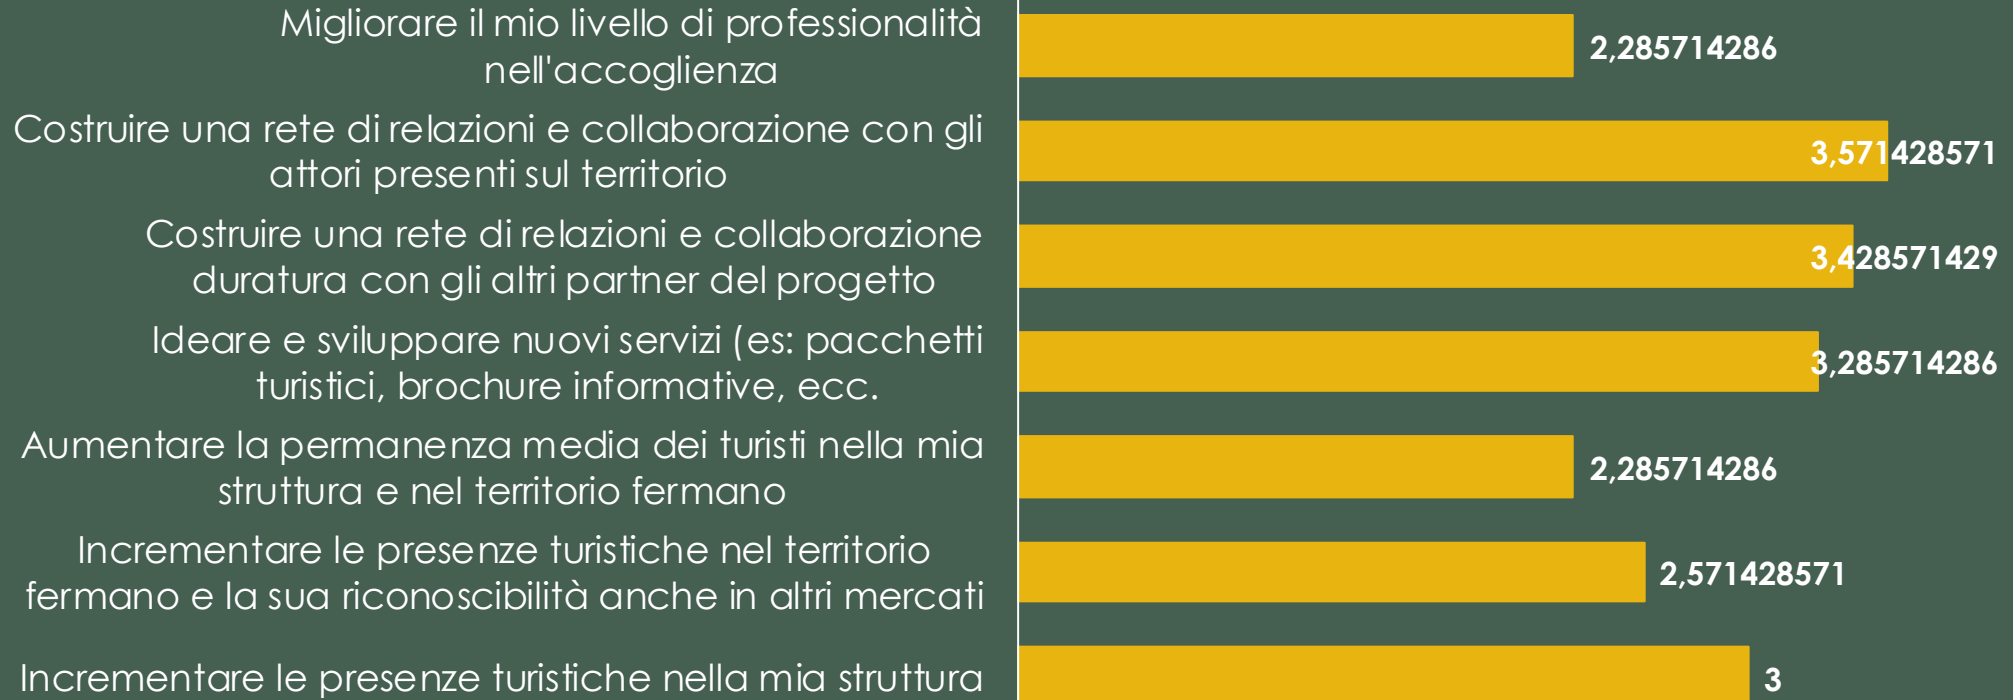 Migliorare il mio livello di professionalità
nell'accoglienza
2,285714286
Costruire una rete di relazioni e collaborazione con gli
attori presenti sul territorio
3,571428571
Costruire una rete di relazioni e collaborazione
duratura con gli altri partner del progetto
3,428571429
Ideare e sviluppare nuovi servizi (es: pacchetti
turistici, brochure informative, ecc.
3,285714286
Aumentare la permanenza media dei turisti nella mia
struttura e nel territorio fermano
2,285714286
Incrementare le presenze turistiche nel territorio
fermano e la sua riconoscibilità anche in altri mercati
2,571428571
Incrementare le presenze turistiche nella mia struttura
3